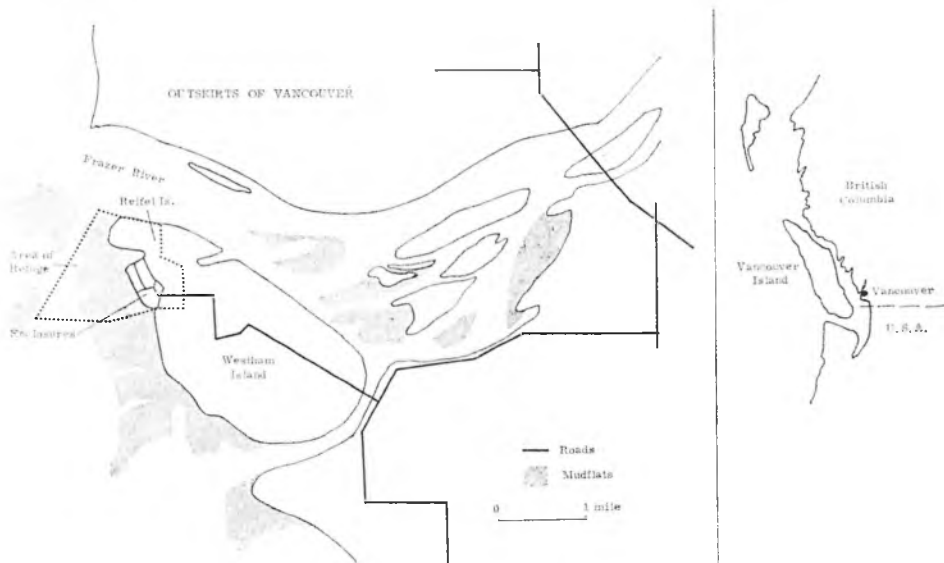 OUTSKIRTS OF VANCOUVER
Frazer River
Reifel Is.
Area of
Refuge
Enclosures
Westham
Island
Roads
Mudflats
0 1 mile
British
Columbia
Vancouver
Island
Vancouver
U.S.A.